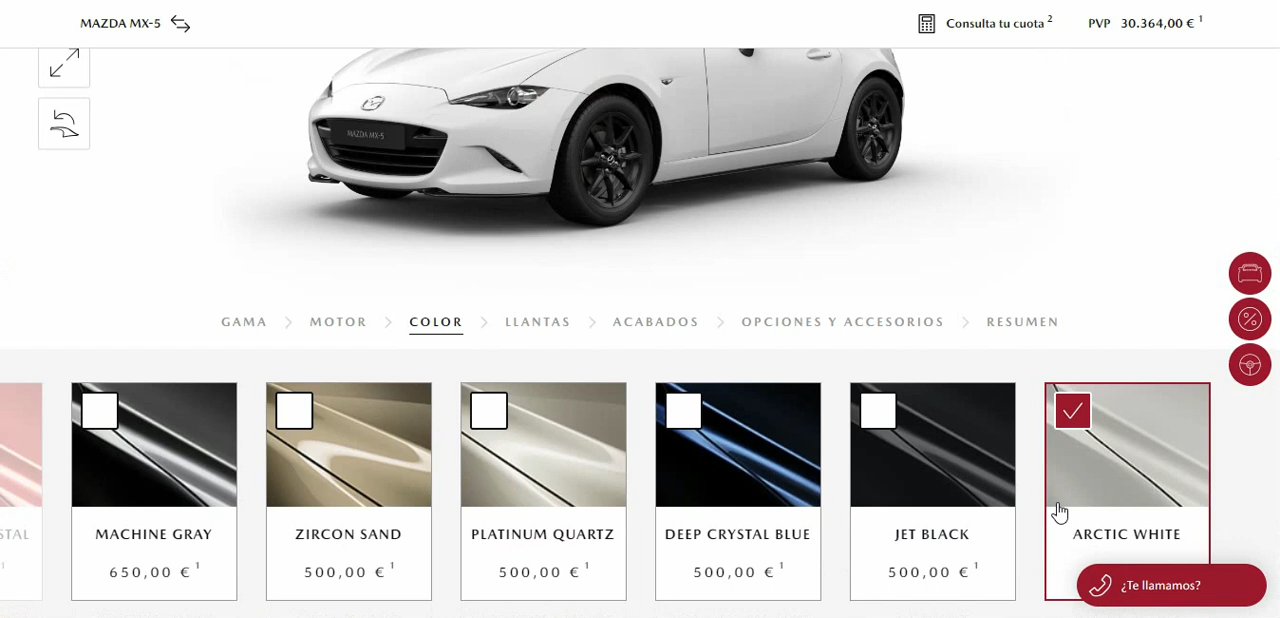 MAZDA MX-5
Consulta tu cuota 2
PVP 30.364,00 € 1
MAZDA MX-5
GAMA
MOTOR
COLOR
LLANTAS
ACABADOS
OPCIONES Y ACCESORIOS
RESUMEN
STAL
1
MACHINE GRAY
650,00 € 1
ZIRCON SAND
500,00 € 1
PLATINUM QUARTZ
500,00 € 1
DEEP CRYSTAL BLUE
500,00 € 1
JET BLACK
500,00 € 1
ARCTIC WHITE
¿Te llamamos?